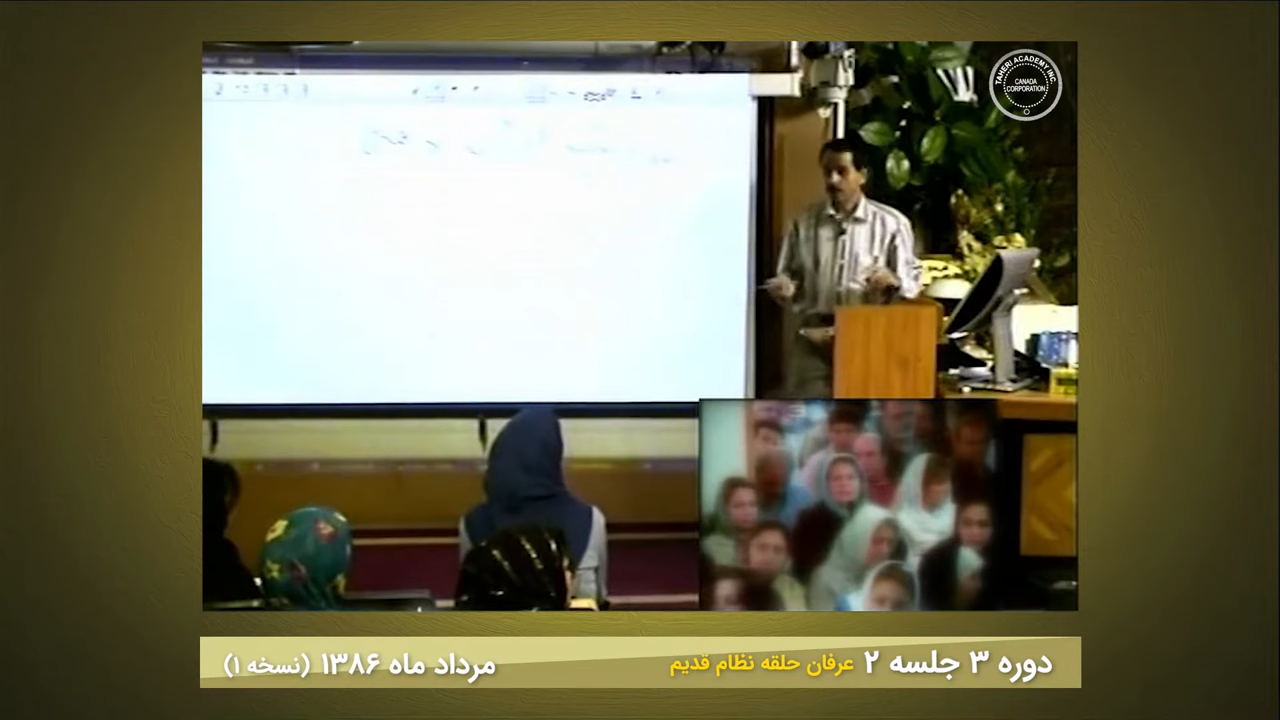 TAHERI ACADEMY INC.
CANADA
CORPORATION
دوره ۳ جلسه ۲ عرفان حلقه نظام قدیم
مرداد ماه ۱۳۸۶ (نسخه ۱)